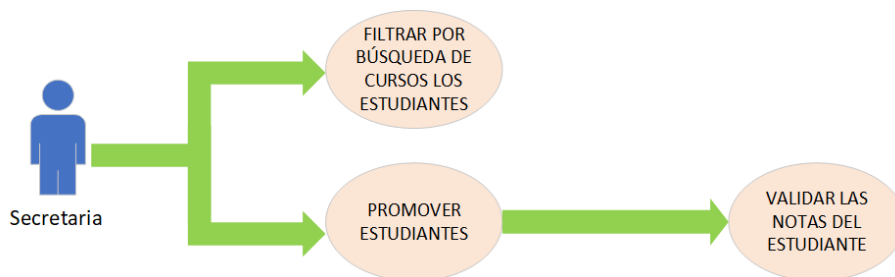 FILTRAR POR
BÚSQUEDA DE
CURSOS LOS
ESTUDIANTES
Secretaria
PROMOVER
ESTUDIANTES
VALIDAR LAS
NOTAS DEL
ESTUDIANTE